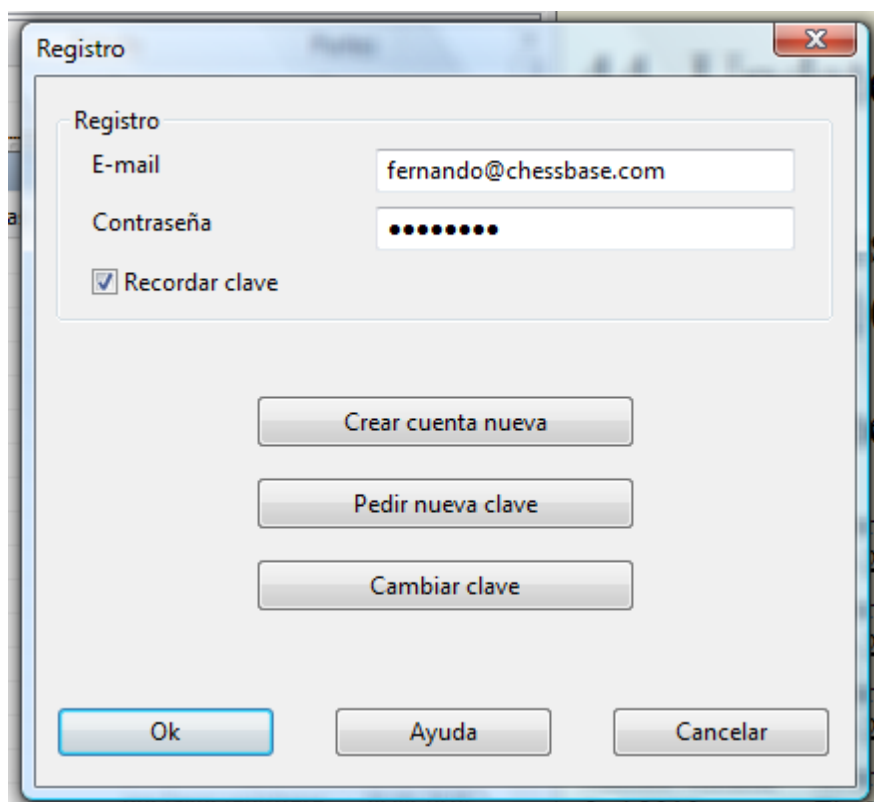 Registro
Registro
E-mail
fernando@chessbase.com
Contraseña
●●●●●●●●
Recordar clave
Crear cuenta nueva
Pedir nueva clave
Cambiar clave
Ok
Ayuda
Cancelar